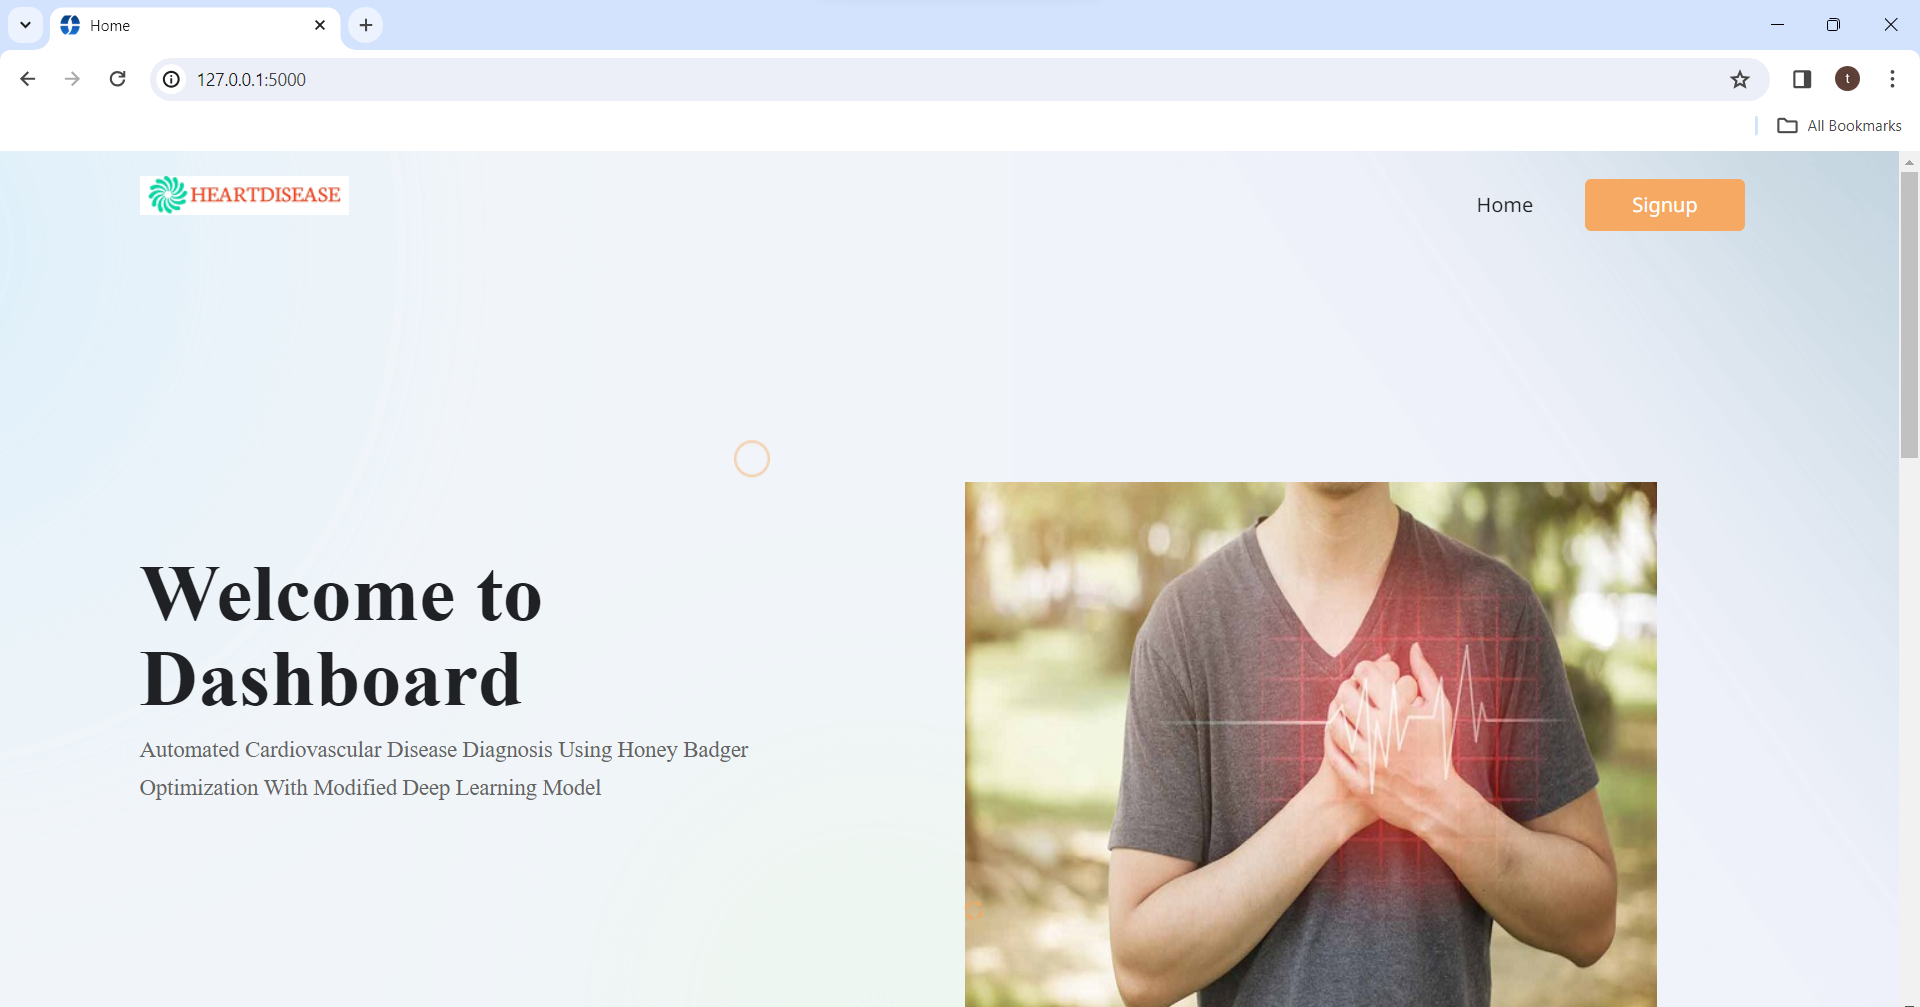 Home
127.0.0.1:5000
t
All Bookmarks
HEARTDISEASE
Home
Signup
Welcome to
Dashboard
Automated Cardiovascular Disease Diagnosis Using Honey Badger
Optimization With Modified Deep Learning Model